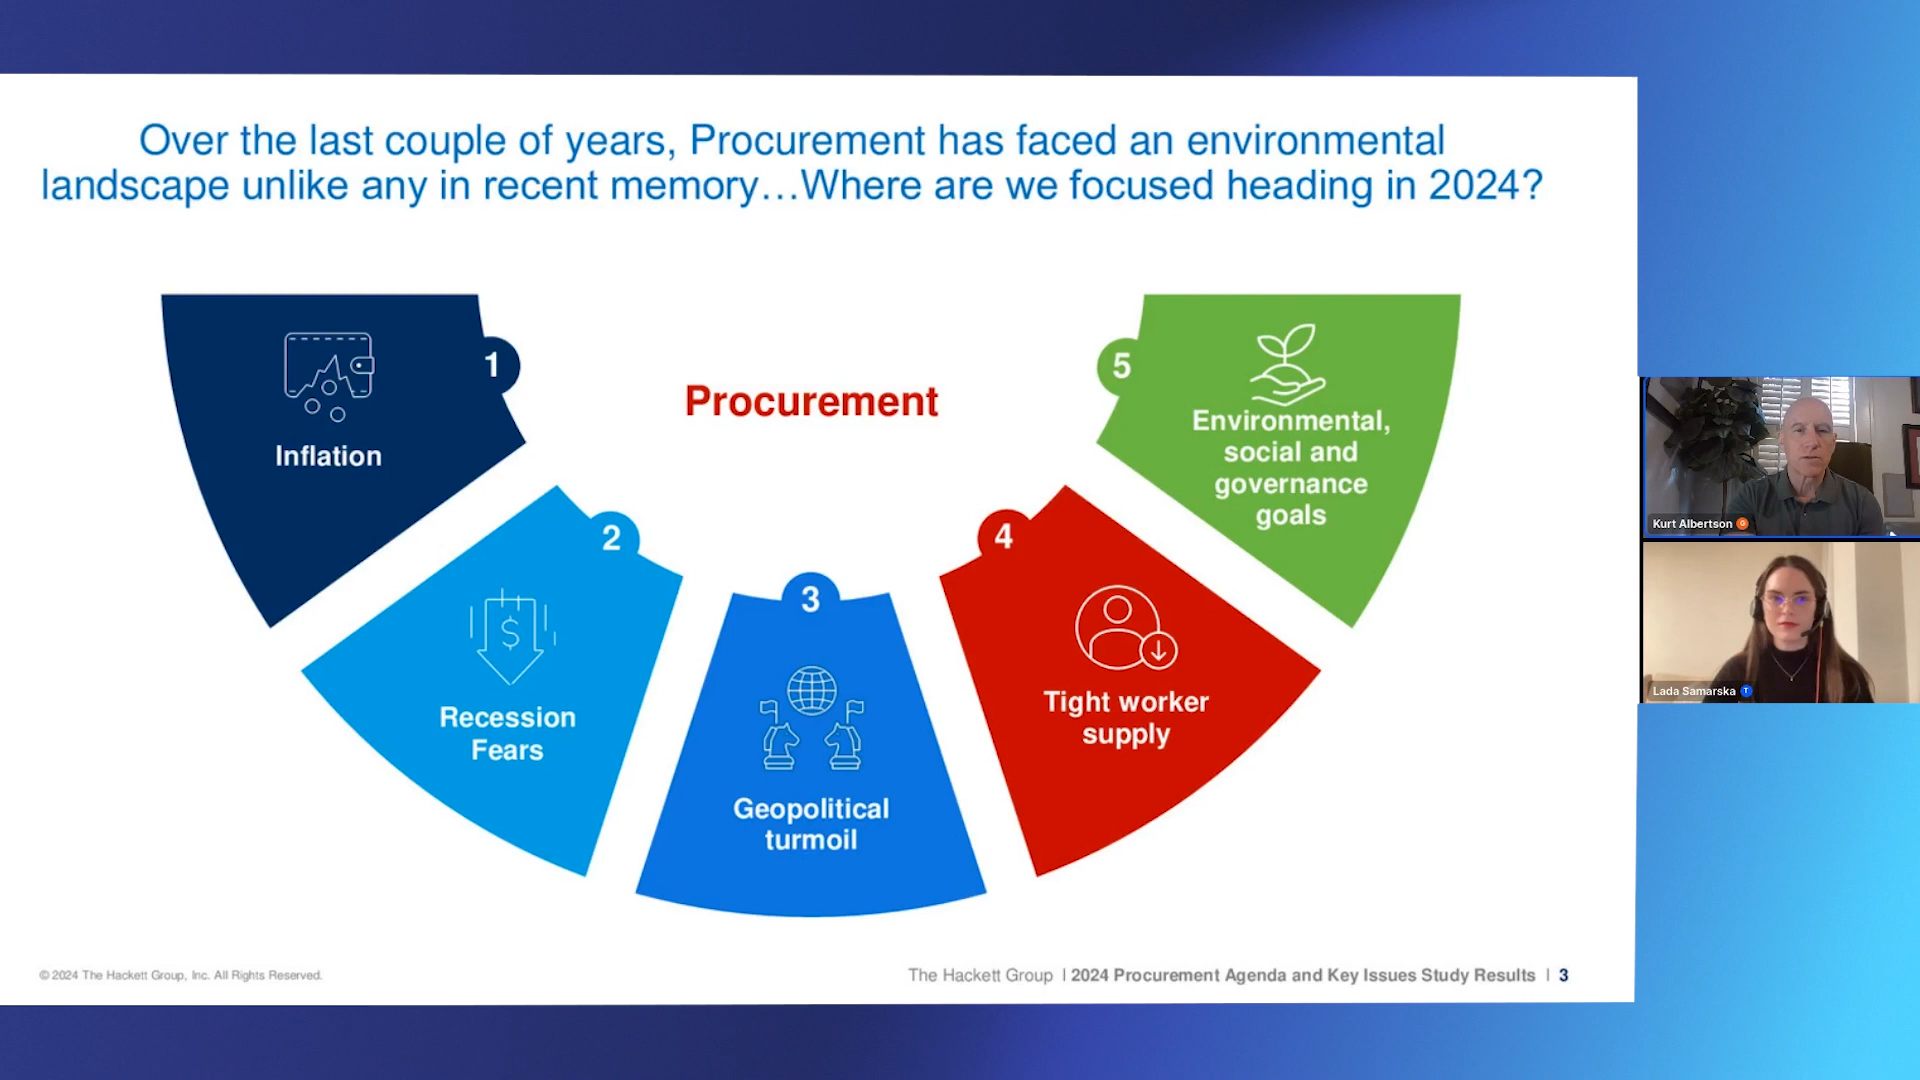 Over the last couple of years, Procurement has faced an environmental
landscape unlike any in recent memory…Where are we focused heading in 2024?
1
Inflation
2
Recession
Fears
3
Geopolitical
turmoil
4
Tight worker
supply
5
Environmental,
social and
governance
goals
Procurement
Kurt Albertson
Lada Samarska
© 2024 The Hackett Group, Inc. All Rights Reserved.
The Hackett Group | 2024 Procurement Agenda and Key Issues Study Results | 3